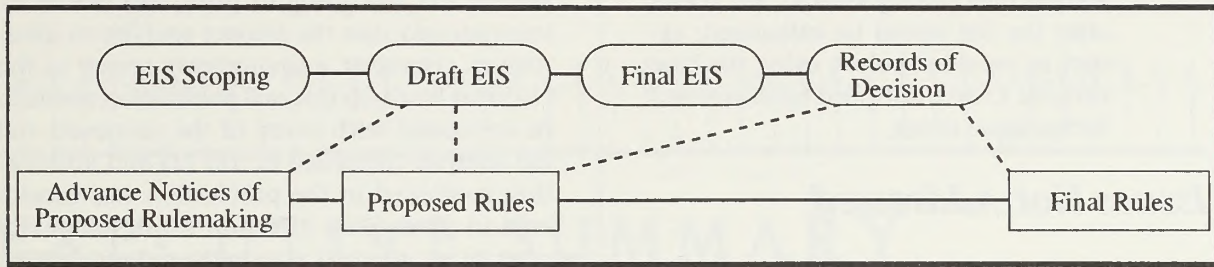 EIS Scoping
Draft EIS
Final EIS
Records of
Decision
Advance Notices of
Proposed Rulemaking
Proposed Rules
Final Rules